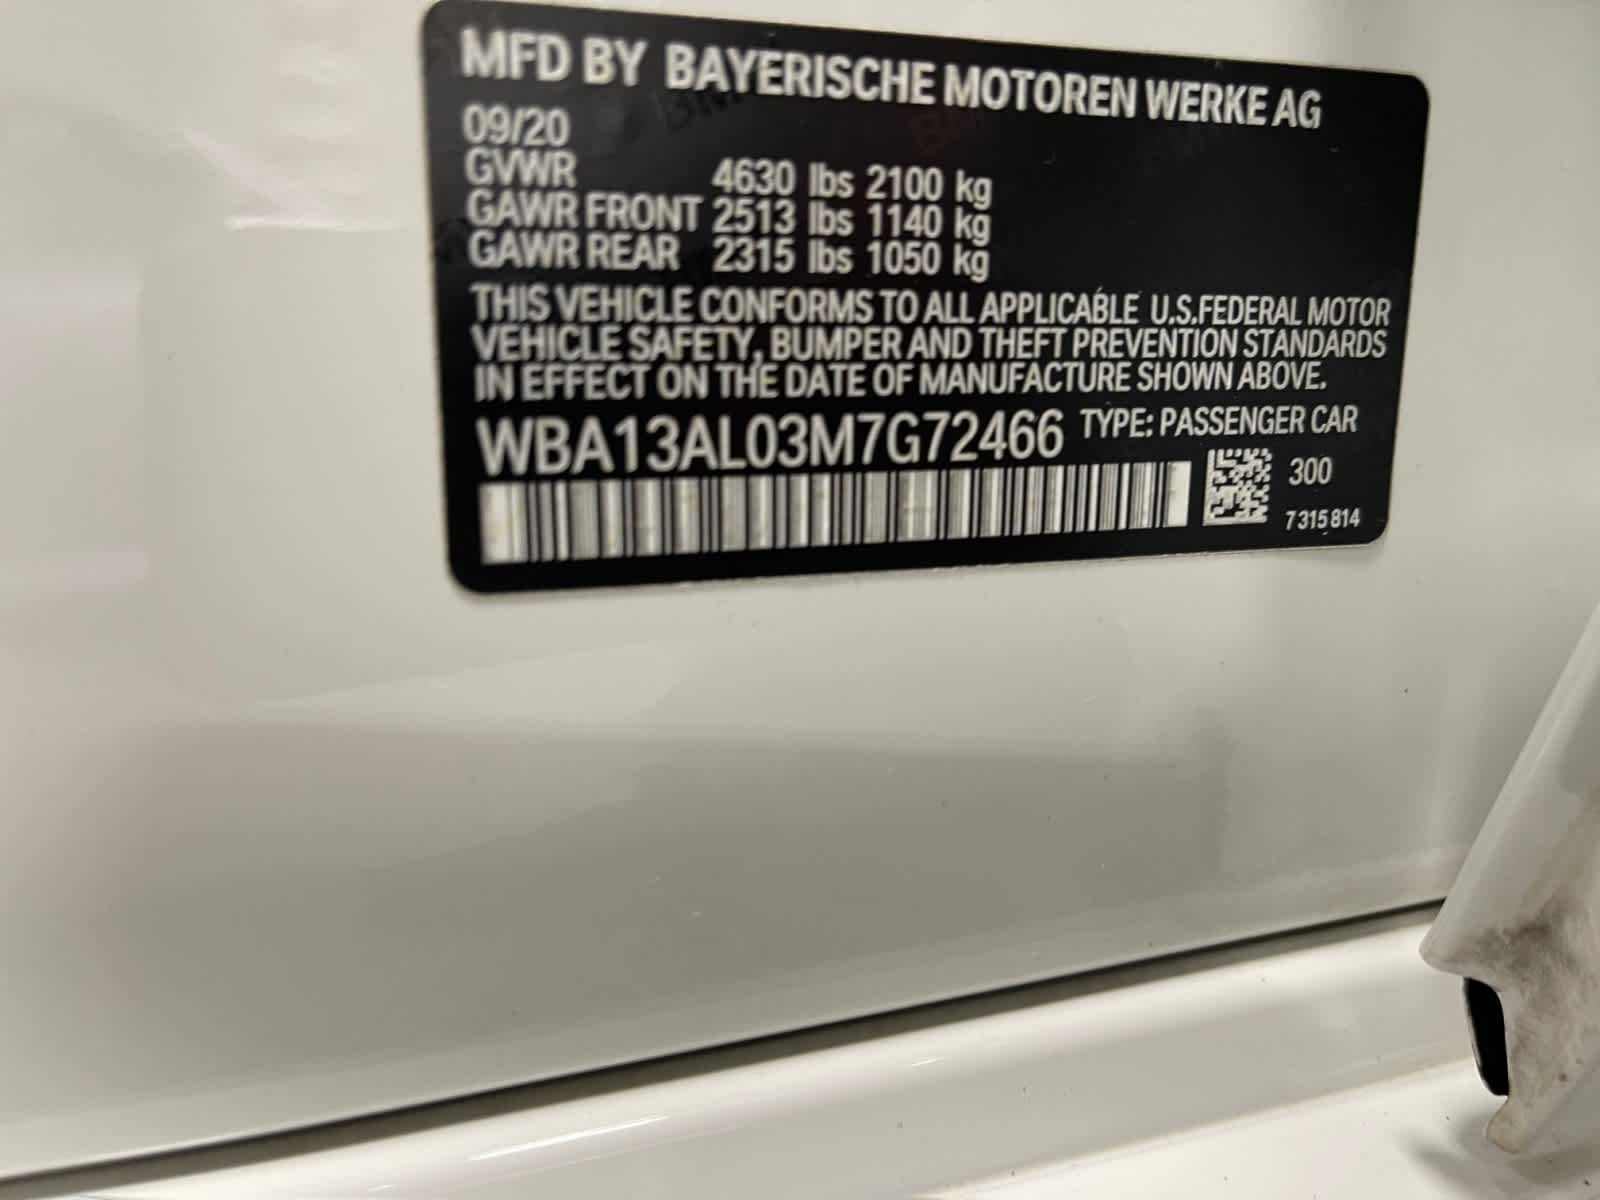 MFD BY BAYERISCHE MOTOREN WERKE AG
09/20
GVWR 4630 lbs 2100 kg
GAWR FRONT 2513 lbs 1140 kg
GAWR REAR 2315 lbs 1050 kg
THIS VEHICLE CONFORMS TO ALL APPLICABLE U.S.FEDERAL MOTOR
VEHICLE SAFETY, BUMPER AND THEFT PREVENTION STANDARDS
IN EFFECT ON THE DATE OF MANUFACTURE SHOWN ABOVE.
WBA13AL03M7G72466 TYPE: PASSENGER CAR
300
7 315 814